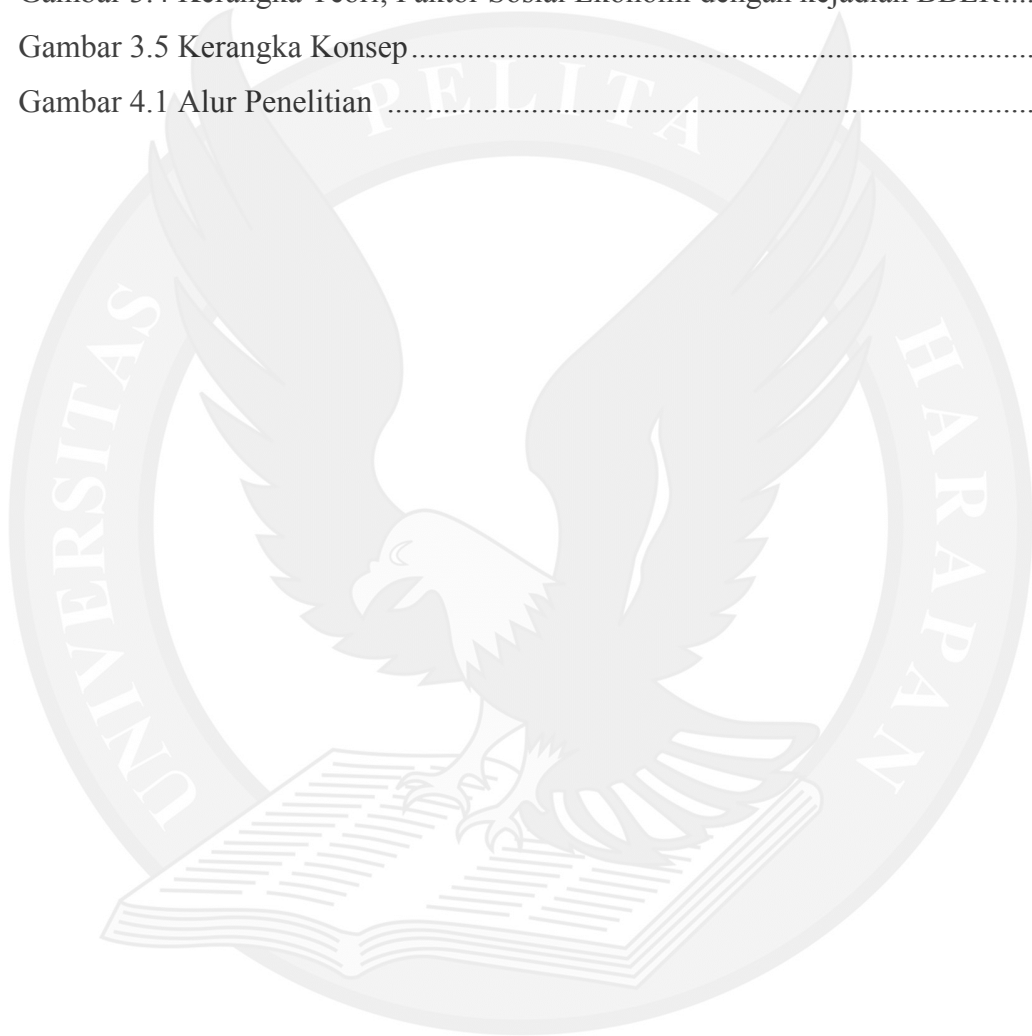 Gambar 3.4 Kerangka Teori, Faktor Sosial Ekonomi dengan kejadian BBLR....
Gambar 3.5 Kerangka Konsep....................................................................................
Gambar 4.1 Alur Penelitian .......................................................................................
UNIVERSITAS PELITA HARAPAN